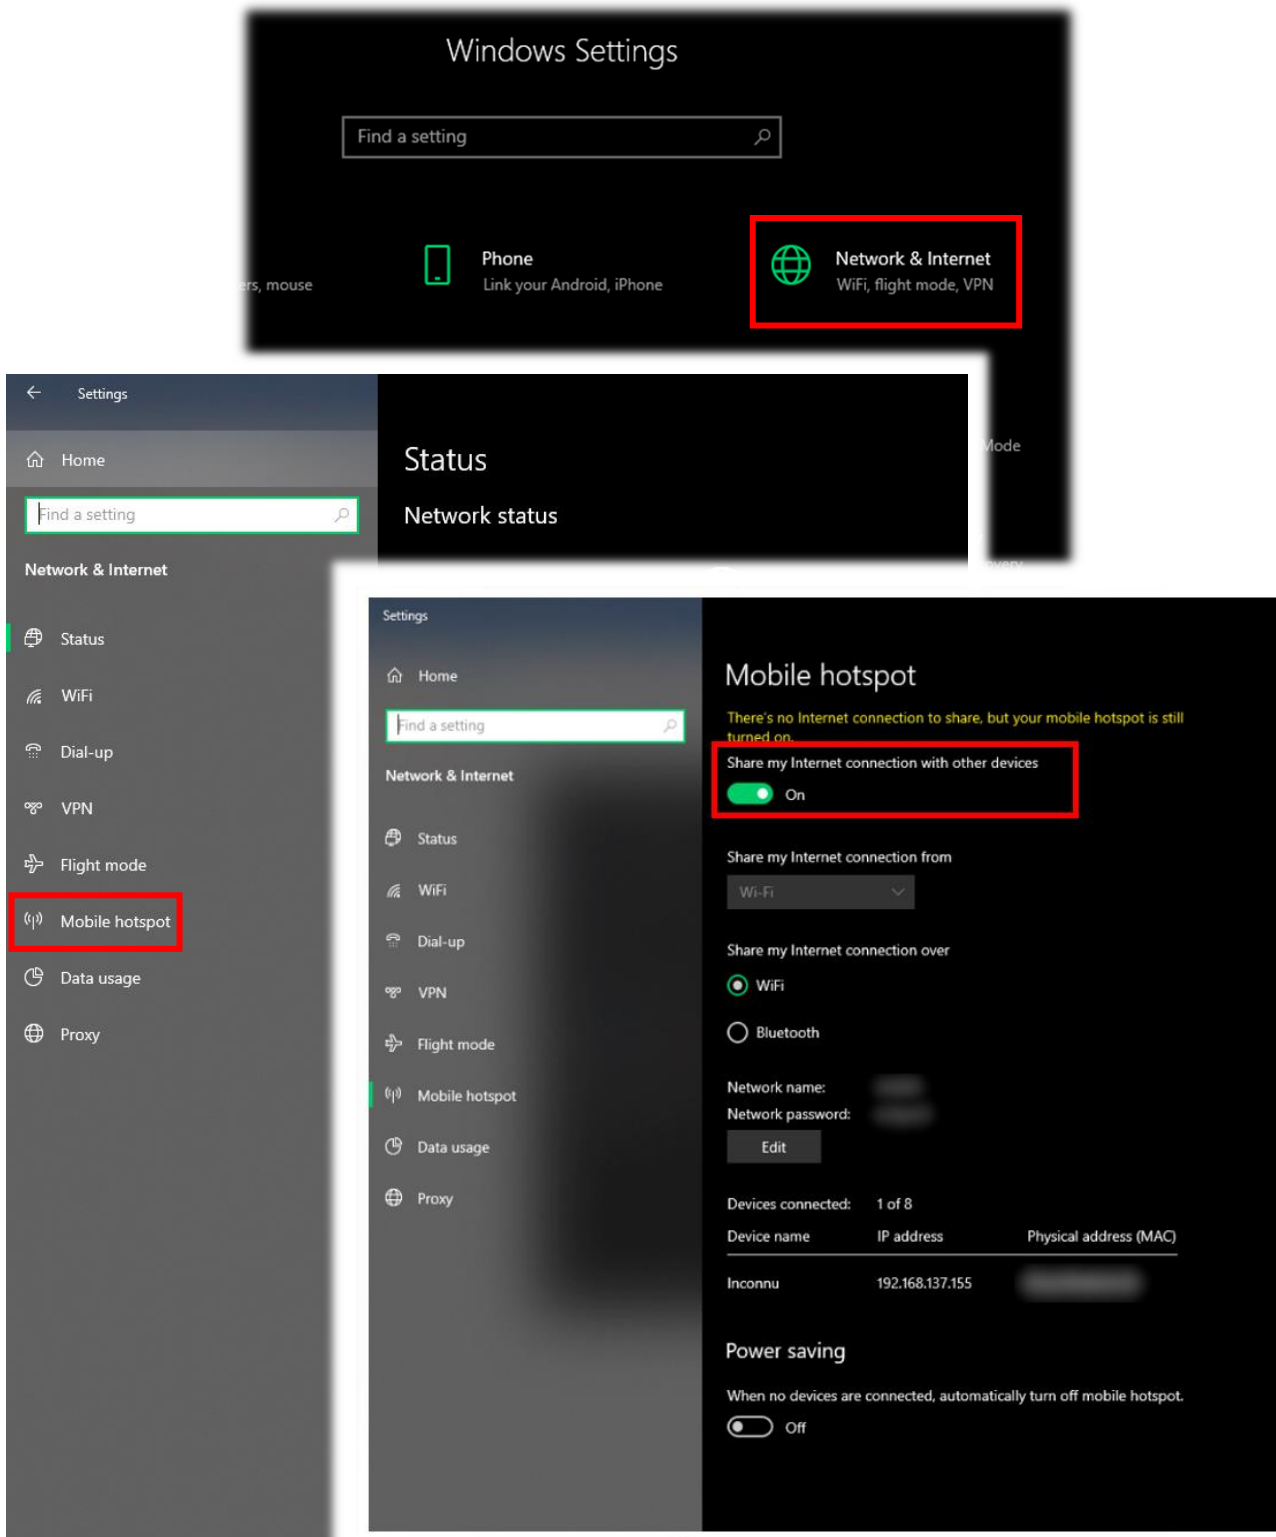 Windows Settings
Find a setting
Phone
Link your Android, iPhone
Network & Internet
WiFi, flight mode, VPN
ers, mouse
Mode
Settings
Home
Find a setting
Network & Internet
Status
WiFi
Dial-up
VPN
Flight mode
Mobile hotspot
Data usage
Proxy
Status
Network status
Settings
Home
Find a setting
Network & Internet
Status
WiFi
Dial-up
VPN
Flight mode
Mobile hotspot
Data usage
Proxy
Mobile hotspot
There's no Internet connection to share, but your mobile hotspot is still
turned on.
Share my Internet connection with other devices
On
Share my Internet connection from
Wi-Fi
Share my Internet connection over
WiFi
Bluetooth
Network name:
Network password:
Edit
Devices connected: 1 of 8
Device name IP address Physical address (MAC)
Inconnu 192.168.137.155
Power saving
When no devices are connected, automatically turn off mobile hotspot.
Off